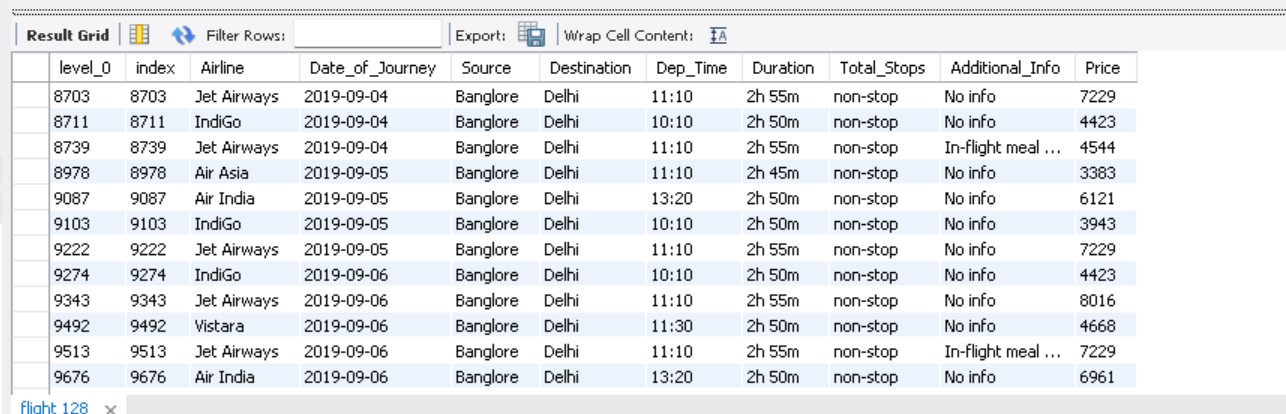 Result Grid Filter Rows: Export: Wrap Cell Content:
level_0 index Airline Date_of_Journey Source Destination Dep_Time Duration Total_Stops Additional_Info Price
8703 8703 Jet Airways 2019-09-04 Banglore Delhi 11:10 2h 55m non-stop No info 7229
8711 8711 IndiGo 2019-09-04 Banglore Delhi 10:10 2h 50m non-stop No info 4423
8739 8739 Jet Airways 2019-09-04 Banglore Delhi 11:10 2h 55m non-stop In-flight meal ... 4544
8978 8978 Air Asia 2019-09-05 Banglore Delhi 11:10 2h 45m non-stop No info 3383
9087 9087 Air India 2019-09-05 Banglore Delhi 13:20 2h 50m non-stop No info 6121
9103 9103 IndiGo 2019-09-05 Banglore Delhi 10:10 2h 50m non-stop No info 3943
9222 9222 Jet Airways 2019-09-05 Banglore Delhi 11:10 2h 55m non-stop No info 7229
9274 9274 IndiGo 2019-09-06 Banglore Delhi 10:10 2h 50m non-stop No info 4423
9343 9343 Jet Airways 2019-09-06 Banglore Delhi 11:10 2h 55m non-stop No info 8016
9492 9492 Vistara 2019-09-06 Banglore Delhi 11:30 2h 50m non-stop No info 4668
9513 9513 Jet Airways 2019-09-06 Banglore Delhi 11:10 2h 55m non-stop In-flight meal ... 7229
9676 9676 Air India 2019-09-06 Banglore Delhi 13:20 2h 50m non-stop No info 6961
flight 128